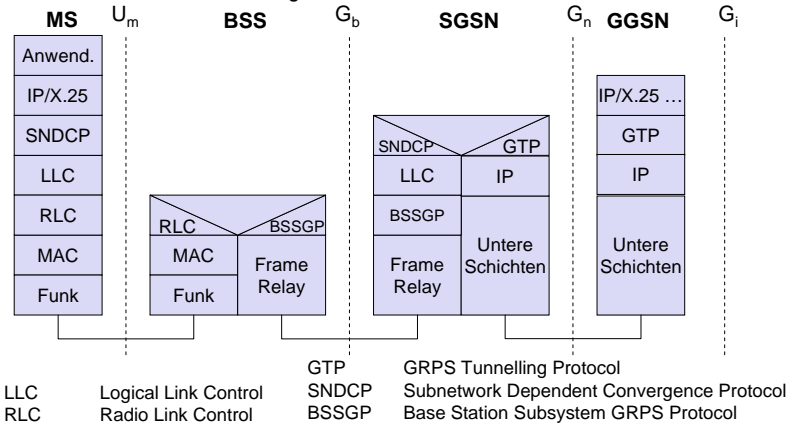 MS Um BSS Gb SGSN Gn GGSN Gi
Anwend.
IP/X.25
SNDCP
LLC
RLC
MAC
Funk
RLC BSSGP
MAC
Funk
Frame
Relay
SNDCP GTP
LLC
BSSGP
Frame
Relay
IP
Untere
Schichten
IP/X.25 ...
GTP
IP
Untere
Schichten
GTP GRPS Tunnelling Protocol
LLC Logical Link Control SNDCP Subnetwork Dependent Convergence Protocol
RLC Radio Link Control BSSGP Base Station Subsystem GRPS Protocol